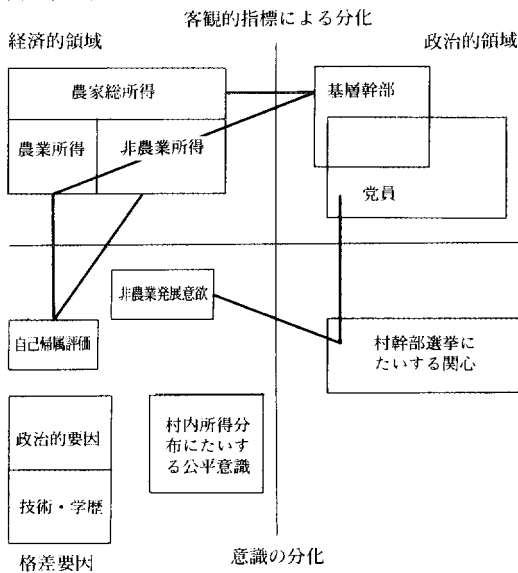 客観的指標による分化
経済的領域
政治的領域
農家総所得
農業所得
非農業所得
基層幹部
党員
非農業発展意欲
自己帰属評価
村幹部選挙に
たいする関心
政治的要因
技術・学歴
格差要因
村内所得分
布にたいす
る公平意識
意識の分化